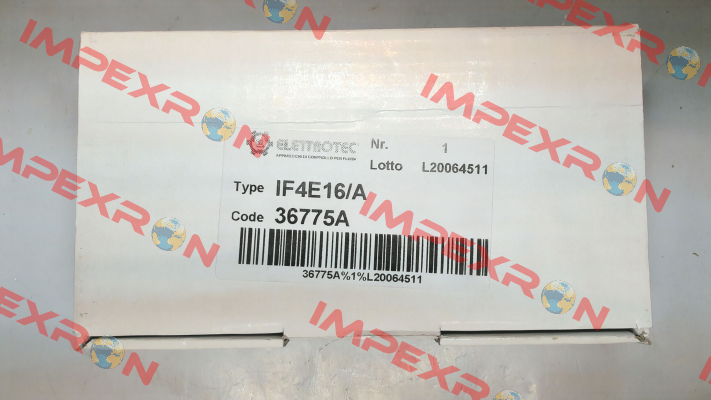 ELETTROTEC
APPARECCHI DI CONTROLLO PER FLUIDI
Nr. 1
Lotto L20064511
Type IF4E16/A
Code 36775A
36775A%1%L20064511
IMPEXRON
IMPEXRON
IMPEXRON
IMPEXRON
IMPEXRON
IMPEXRON